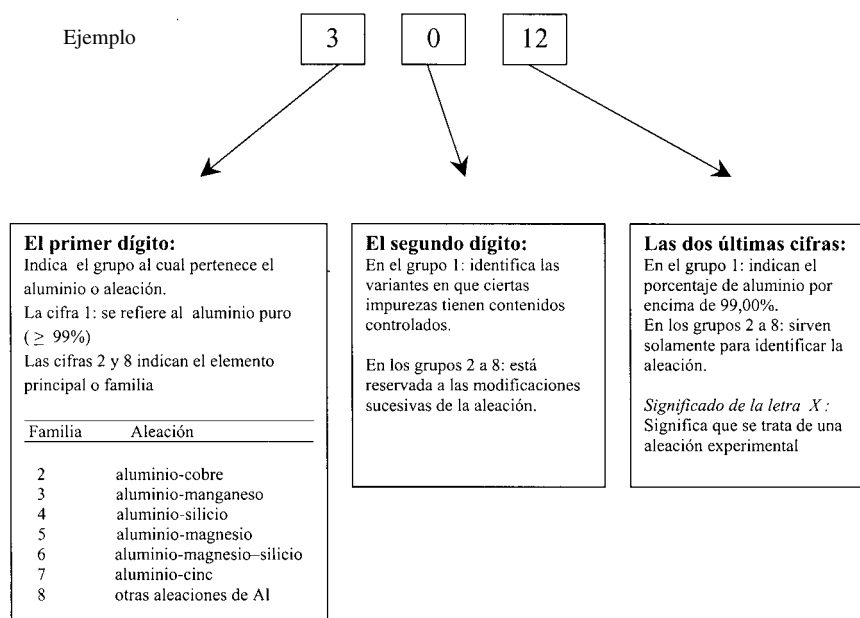 Ejemplo
3 0 12
El primer dígito:
Indica el grupo al cual pertenece el
aluminio o aleación.
La cifra 1: se refiere al aluminio puro
( ≥ 99%)
Las cifras 2 y 8 indican el elemento
principal o familia
Familia Aleación
2 aluminio-cobre
3 aluminio-manganeso
4 aluminio-silicio
5 aluminio-magnesio
6 aluminio-magnesio–silicio
7 aluminio-cinc
8 otras aleaciones de Al
El segundo dígito:
En el grupo 1: identifica las
variantes en que ciertas
impurezas tienen contenidos
controlados.
En los grupos 2 a 8: está
reservada a las modificaciones
sucesivas de la aleación.
Las dos últimas cifras:
En el grupo 1: indican el
porcentaje de aluminio por
encima de 99,00%.
En los grupos 2 a 8: sirven
solamente para identificar la
aleación.
Significado de la letra X :
Significa que se trata de una
aleación experimental